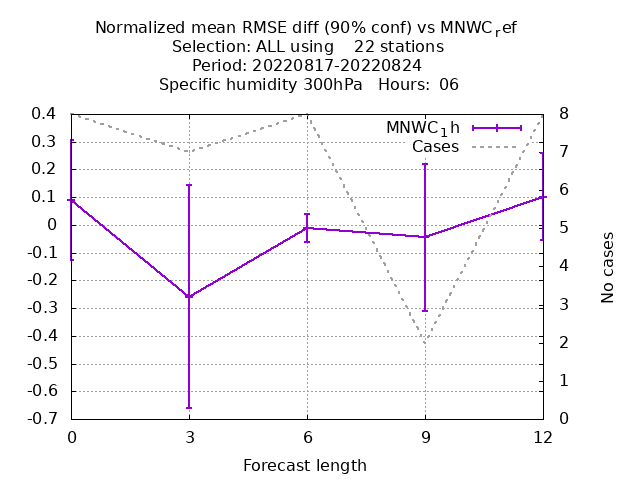 Normalized mean RMSE diff (90% conf) vs MNWCref
Selection: ALL using 22 stations
Period: 20220817-20220824
Specific humidity 300hPa Hours: 06
MNWC1h
Cases
0.4
0.3
0.2
0.1
0
-0.1
-0.2
-0.3
-0.4
-0.5
-0.6
-0.7
8
7
6
5
4
3
2
1
0
No cases
0 3 6 9 12
Forecast length